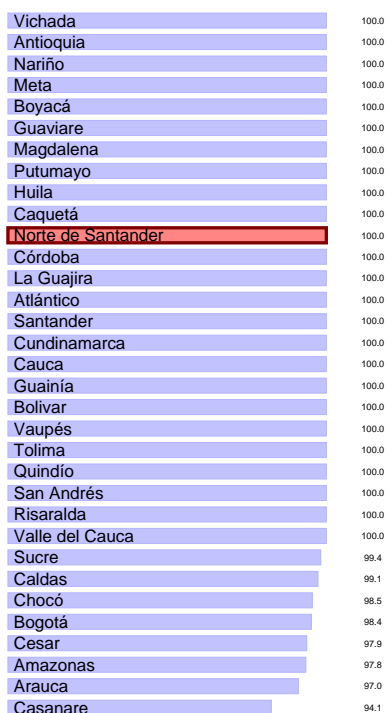 Vichada 100.0
Antioquia 100.0
Nariño 100.0
Meta 100.0
Boyacá 100.0
Guaviare 100.0
Magdalena 100.0
Putumayo 100.0
Huila 100.0
Caquetá 100.0
Norte de Santander 100.0
Córdoba 100.0
La Guajira 100.0
Atlántico 100.0
Santander 100.0
Cundinamarca 100.0
Cauca 100.0
Guainía 100.0
Bolivar 100.0
Vaupés 100.0
Tolima 100.0
Quindío 100.0
San Andrés 100.0
Risaralda 100.0
Valle del Cauca 100.0
Sucre 99.4
Caldas 99.1
Chocó 98.5
Bogotá 98.4
Cesar 97.9
Amazonas 97.8
Arauca 97.0
Casanare 94.1